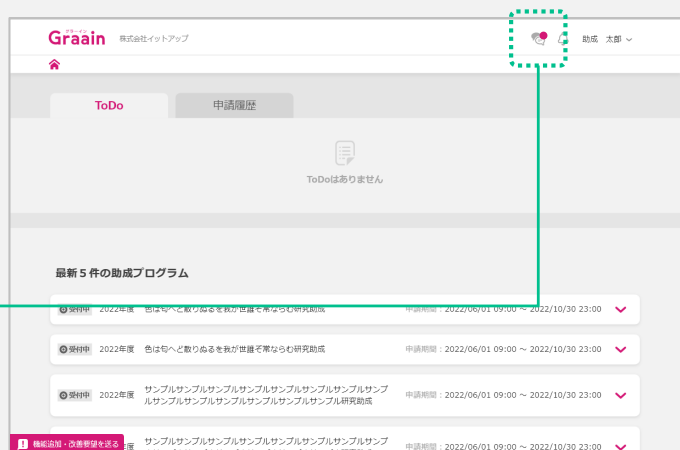 グラーイン
Graain
株式会社イットアップ
助成 太郎
ToDo
申請履歴
ToDoはありません
最新5件の助成プログラム
受付中 2022年度 色は匂へど散りぬるを我が世誰ぞ常ならむ研究助成 申請期間：2022/06/01 09:00 〜 2022/10/30 23:00
受付中 2022年度 色は匂へど散りぬるを我が世誰ぞ常ならむ研究助成 申請期間：2022/06/01 09:00 〜 2022/10/30 23:00
受付中 2022年度 サンプルサンプルサンプルサンプルサンプルサンプルサンプルサンプ
ルサンプルサンプルサンプルサンプルサンプルサンプル研究助成 申請期間：2022/06/01 09:00 〜 2022/10/30 23:00
サンプルサンプルサンプルサンプルサンプルサンプルサンプルサンプ
年度 申請期間：2022/06/01 09:00 〜 2022/10/30 23:00
機能追加・改善要望を送る